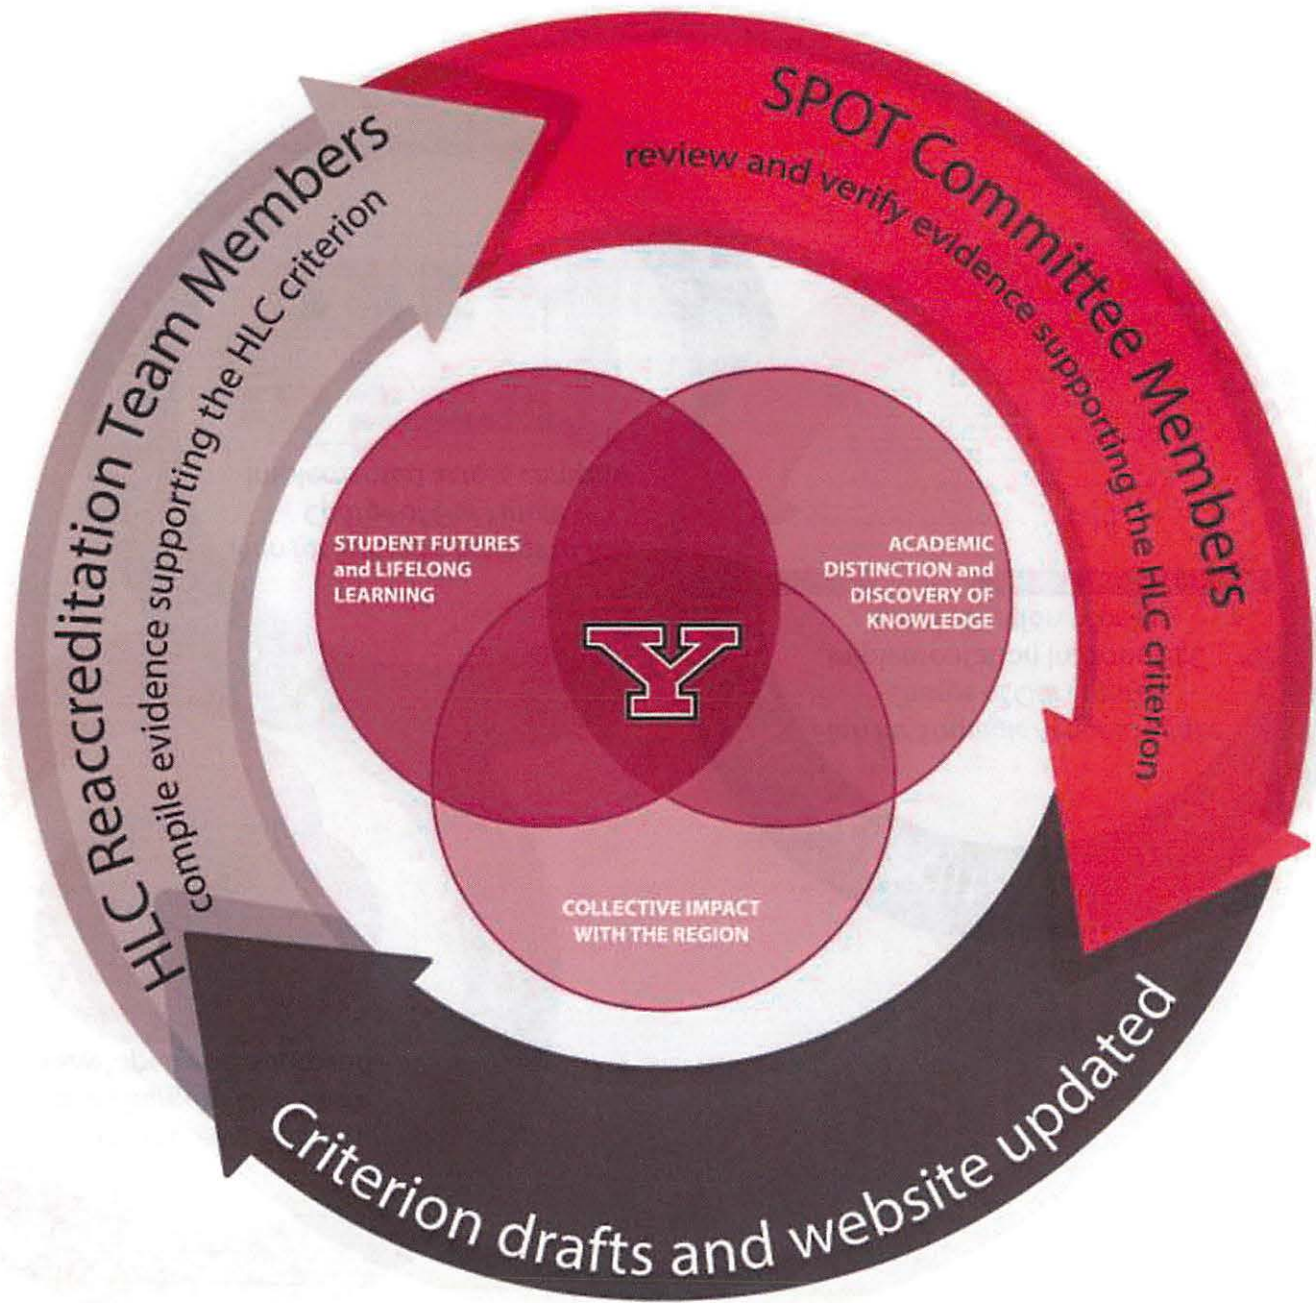 HLC Reaccreditation Team Members
compile evidence supporting the HLC criterion
SPOT Committee Members
review and verify evidence supporting the HLC criterion
Criterion drafts and website updated
STUDENT FUTURES
and LIFELONG
LEARNING
ACADEMIC
DISTINCTION and
DISCOVERY OF
KNOWLEDGE
Y
COLLECTIVE IMPACT
WITH THE REGION